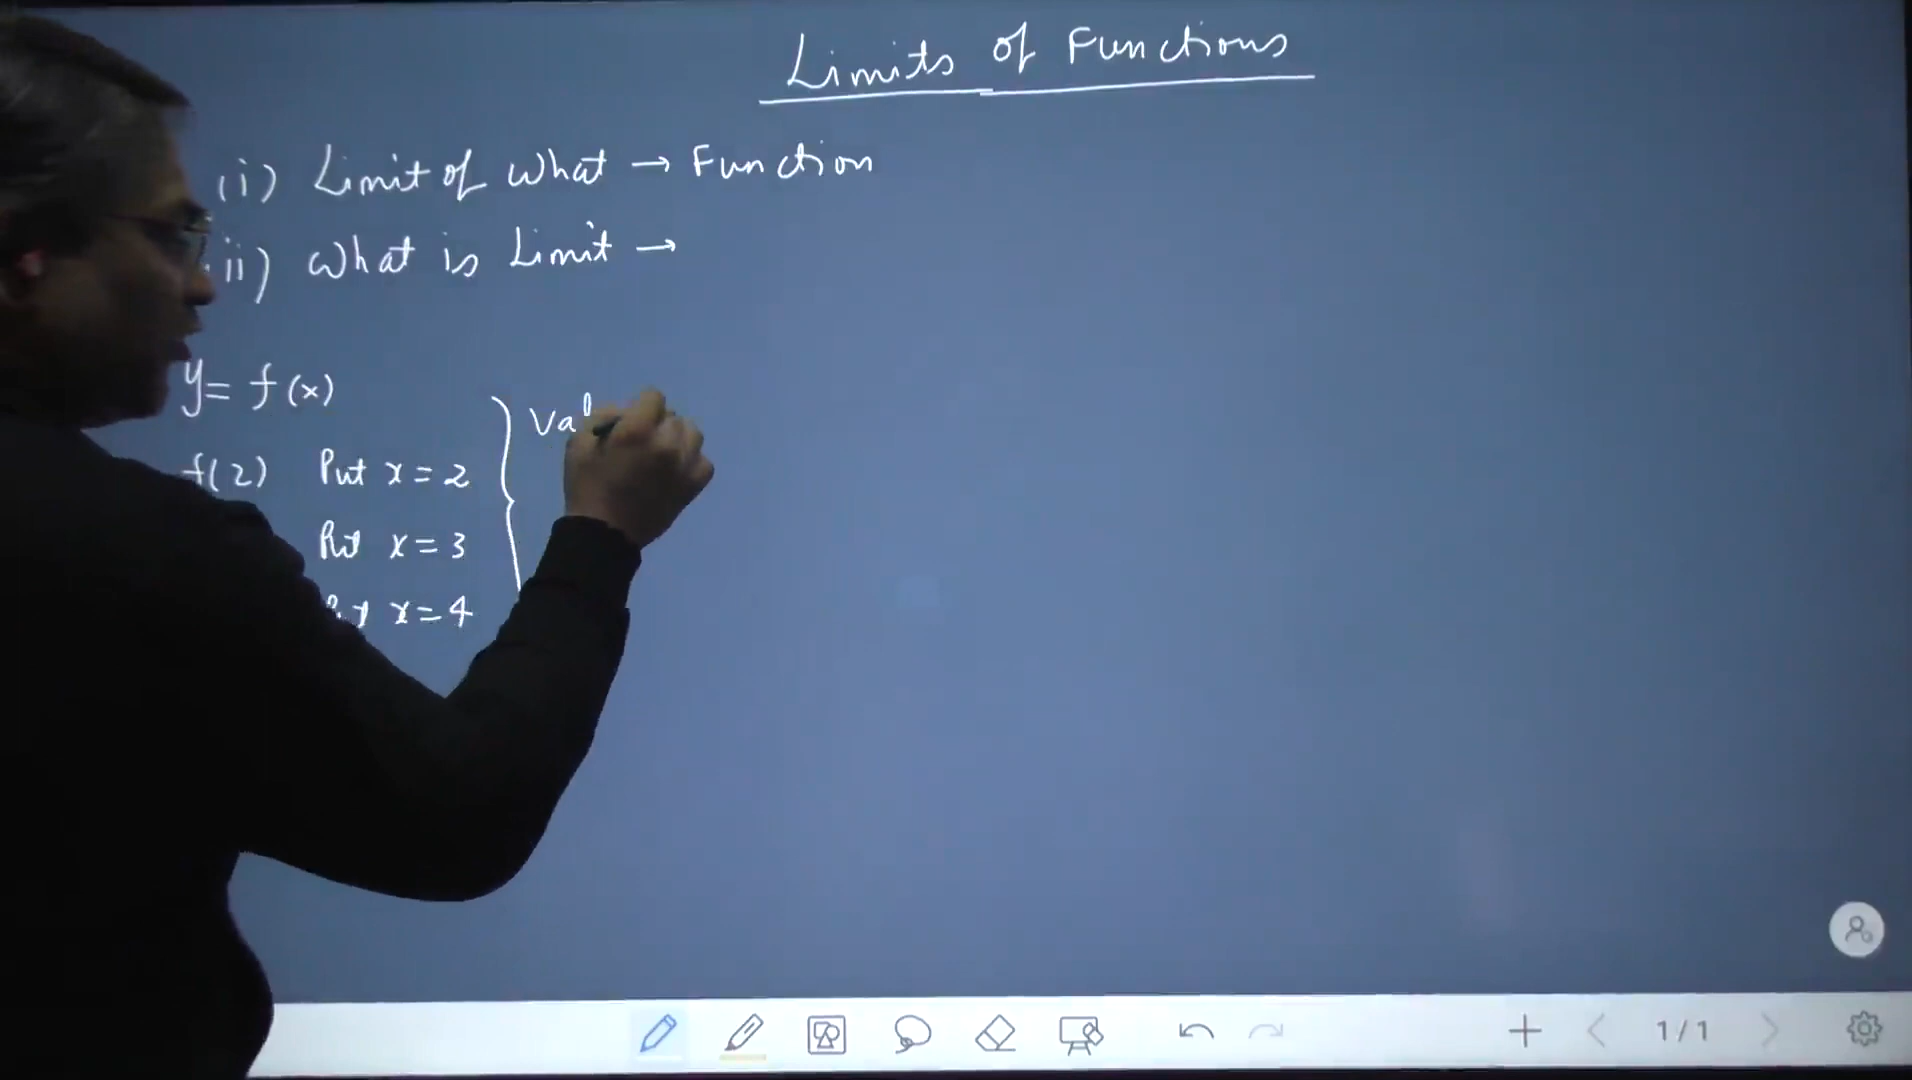 Limits of Functions
(i) Limit of What → Function
ii) What is Limit →
y = f(x)
f(2) Put x = 2
Put x = 3
x = 4
Val
1/1